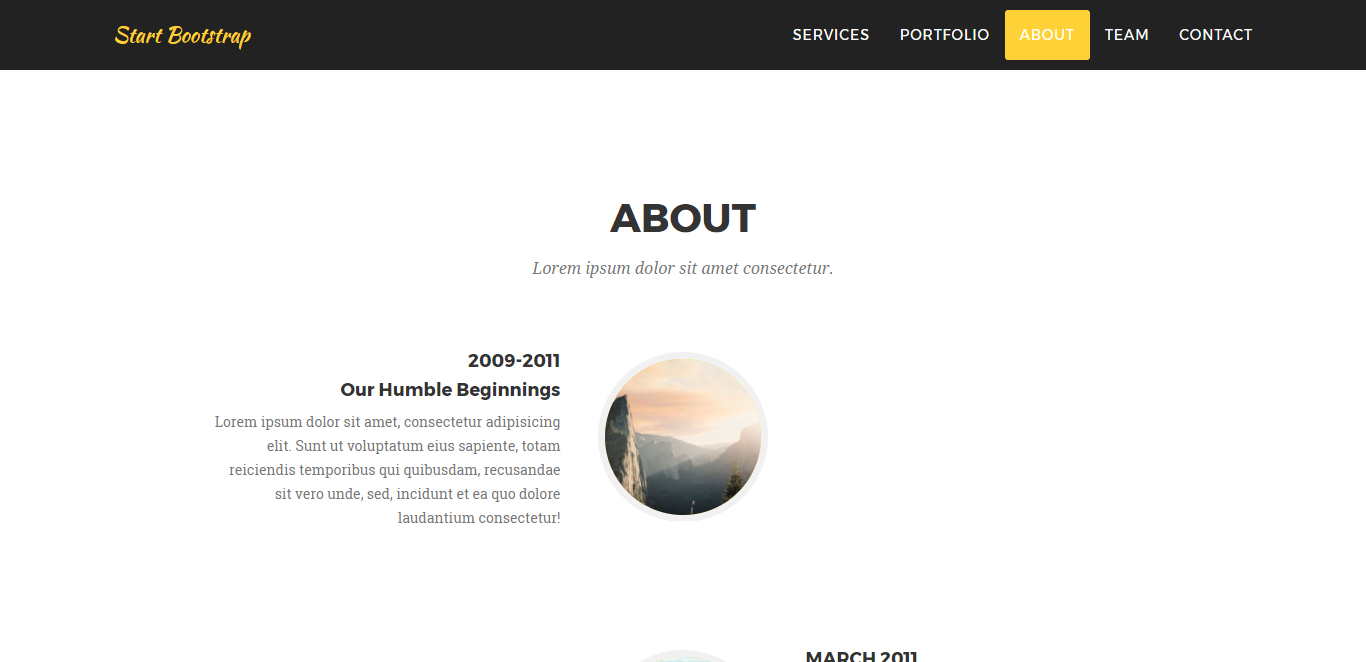 Start Bootstrap
SERVICES PORTFOLIO ABOUT TEAM CONTACT
ABOUT
Lorem ipsum dolor sit amet consectetur.
2009-2011
Our Humble Beginnings
Lorem ipsum dolor sit amet, consectetur adipisicing
elit. Sunt ut voluptatum eius sapiente, totam
reiciendis temporibus qui quibusdam, recusandae
sit vero unde, sed, incidunt et ea quo dolore
laudantium consectetur!
MARCH 2011